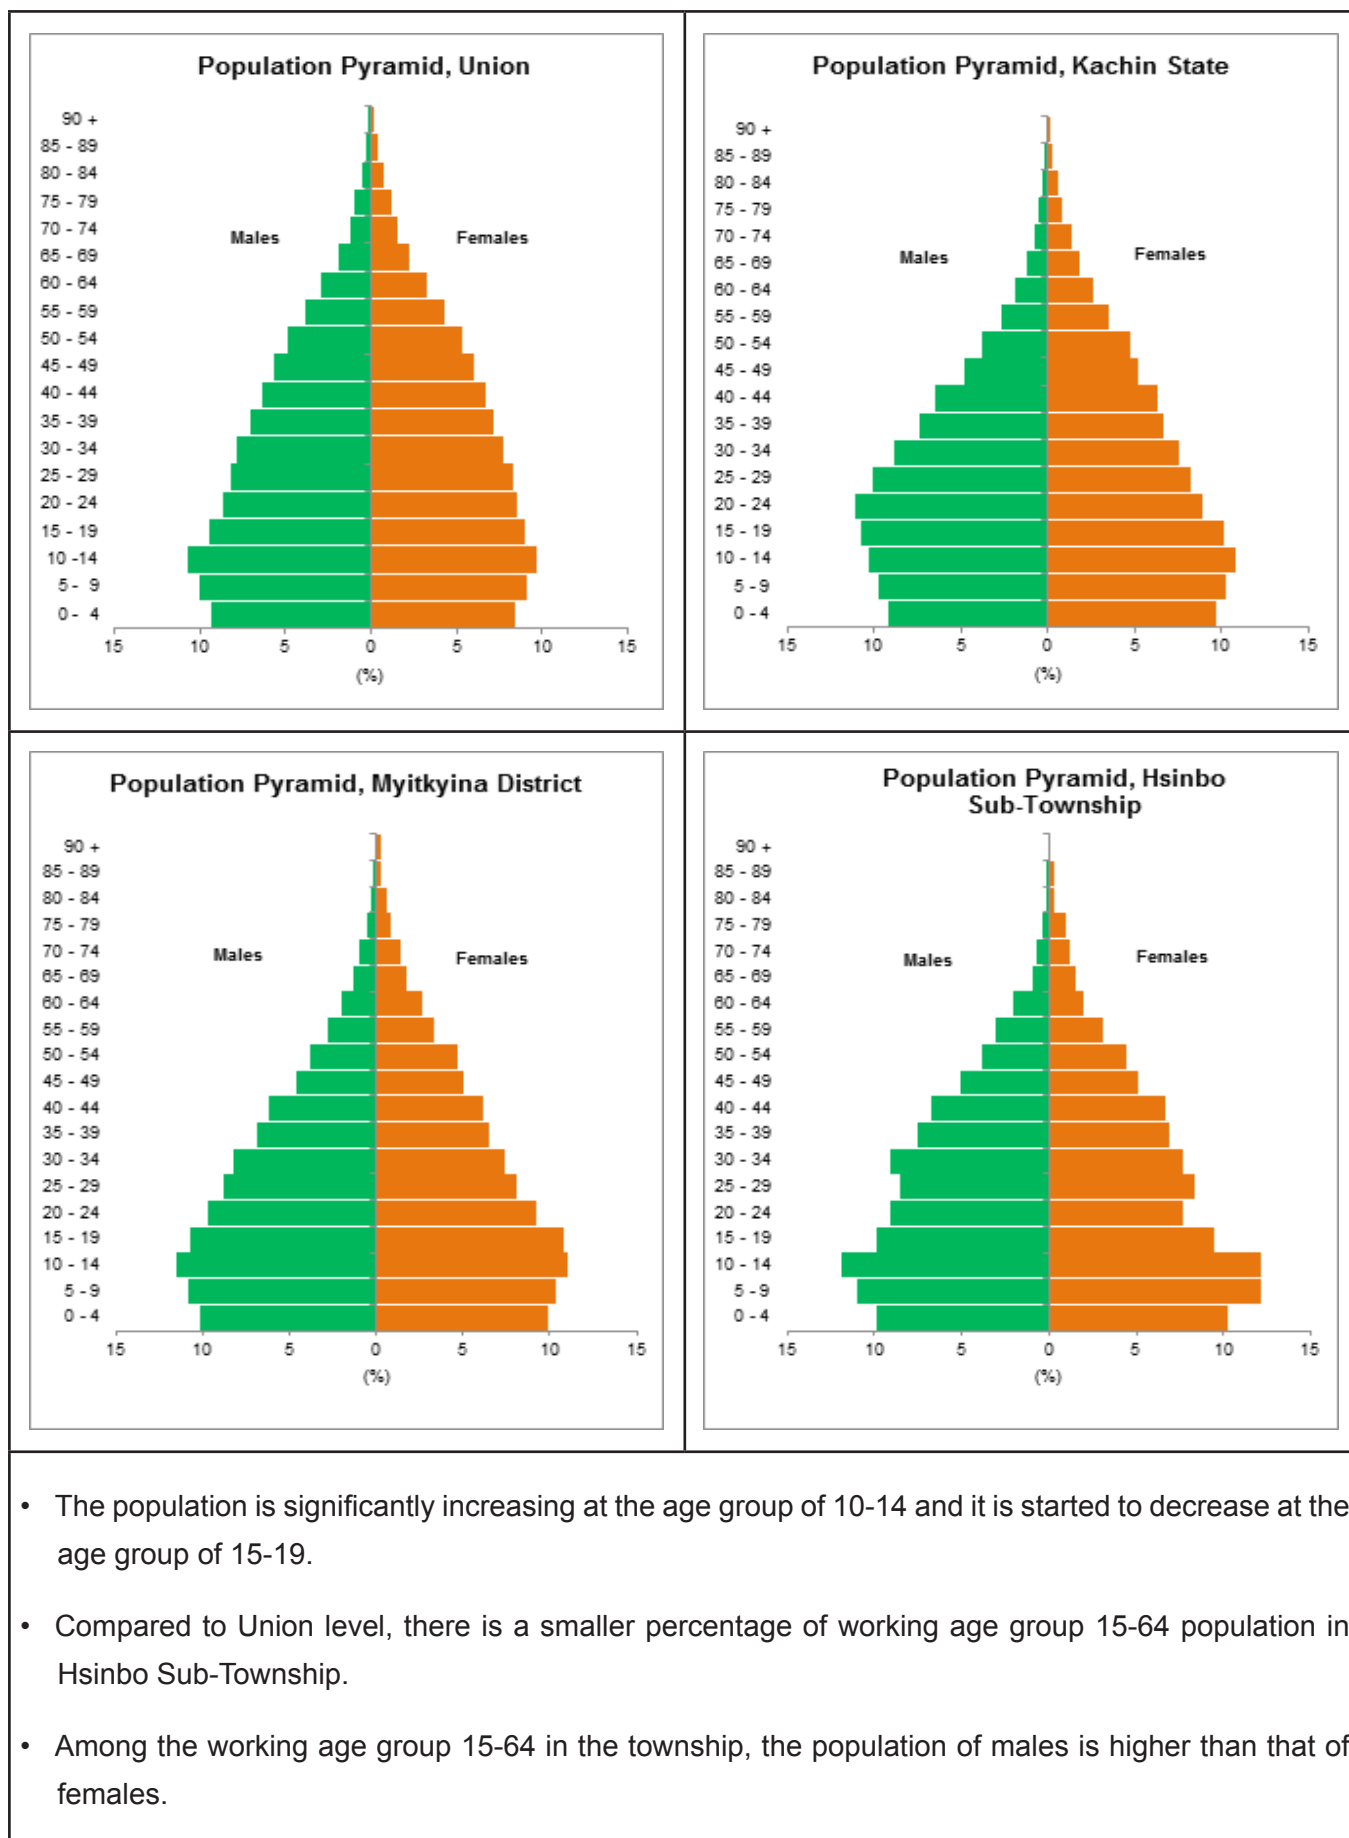 Population Pyramid, Union
90 +
85 - 89
80 - 84
75 - 79
70 - 74
65 - 69
60 - 64
55 - 59
50 - 54
45 - 49
40 - 44
35 - 39
30 - 34
25 - 29
20 - 24
15 - 19
10 -14
5 - 9
0 - 4
Males
Females
15 10 5 0 5 10 15
(%)
Population Pyramid, Kachin State
90 +
85 - 89
80 - 84
75 - 79
70 - 74
65 - 69
60 - 64
55 - 59
50 - 54
45 - 49
40 - 44
35 - 39
30 - 34
25 - 29
20 - 24
15 - 19
10 - 14
5 - 9
0 - 4
Males
Females
15 10 5 0 5 10 15
(%)
Population Pyramid, Myitkyina District
90 +
85 - 89
80 - 84
75 - 79
70 - 74
65 - 69
60 - 64
55 - 59
50 - 54
45 - 49
40 - 44
35 - 39
30 - 34
25 - 29
20 - 24
15 - 19
10 - 14
5 - 9
0 - 4
Males
Females
15 10 5 0 5 10 15
(%)
Population Pyramid, Hsinbo
Sub-Township
90 +
85 - 89
80 - 84
75 - 79
70 - 74
65 - 69
60 - 64
55 - 59
50 - 54
45 - 49
40 - 44
35 - 39
30 - 34
25 - 29
20 - 24
15 - 19
10 - 14
5 - 9
0 - 4
Males
Females
15 10 5 0 5 10 15
(%)
• The population is significantly increasing at the age group of 10-14 and it is started to decrease at the
age group of 15-19.
• Compared to Union level, there is a smaller percentage of working age group 15-64 population in
Hsinbo Sub-Township.
• Among the working age group 15-64 in the township, the population of males is higher than that of
females.